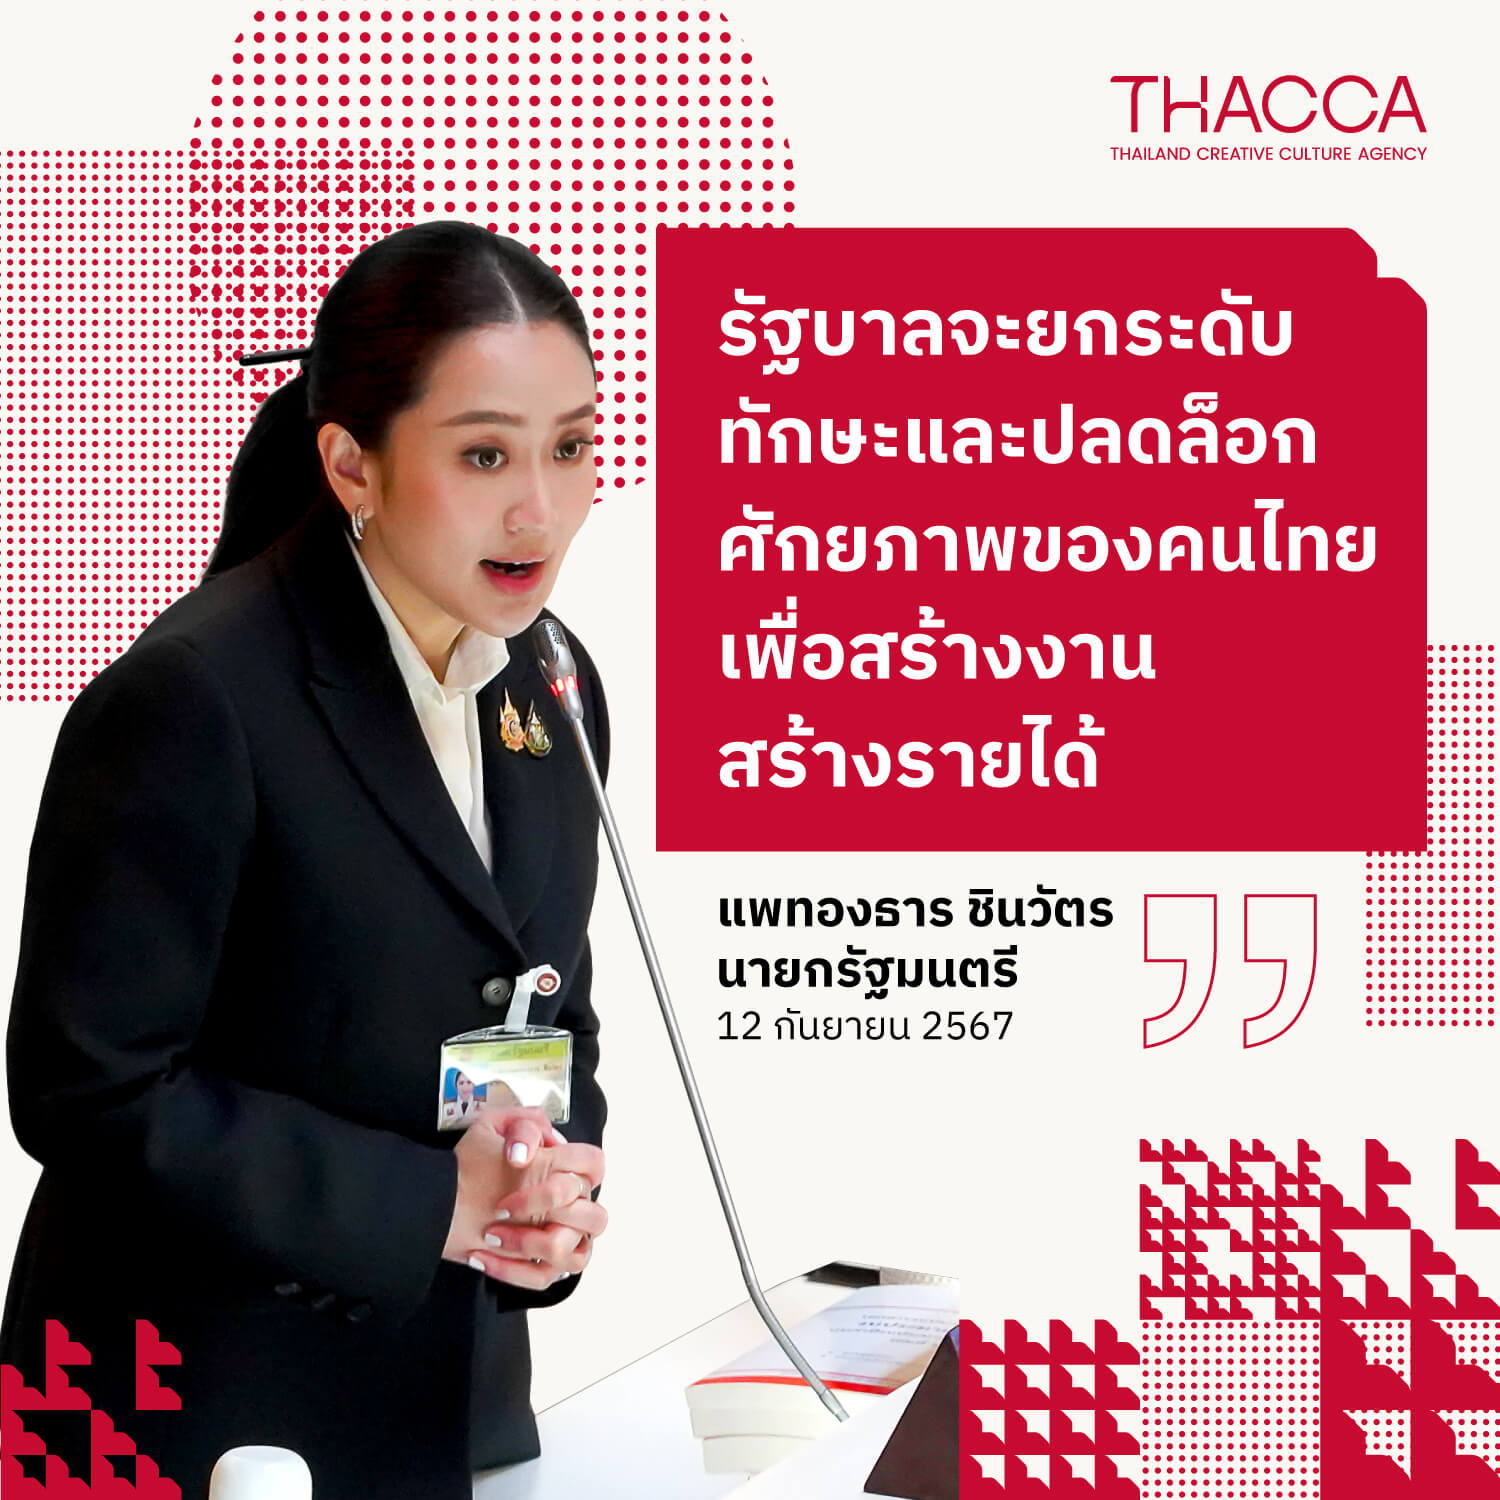 THACCA
THAILAND CREATIVE CULTURE AGENCY
รัฐบาลจะยกระดับ
ทักษะและปลดล็อก
ศักยภาพของคนไทย
เพื่อสร้างงาน
สร้างรายได้
แพทองธาร ชินวัตร
นายกรัฐมนตรี
12 กันยายน 2567
”